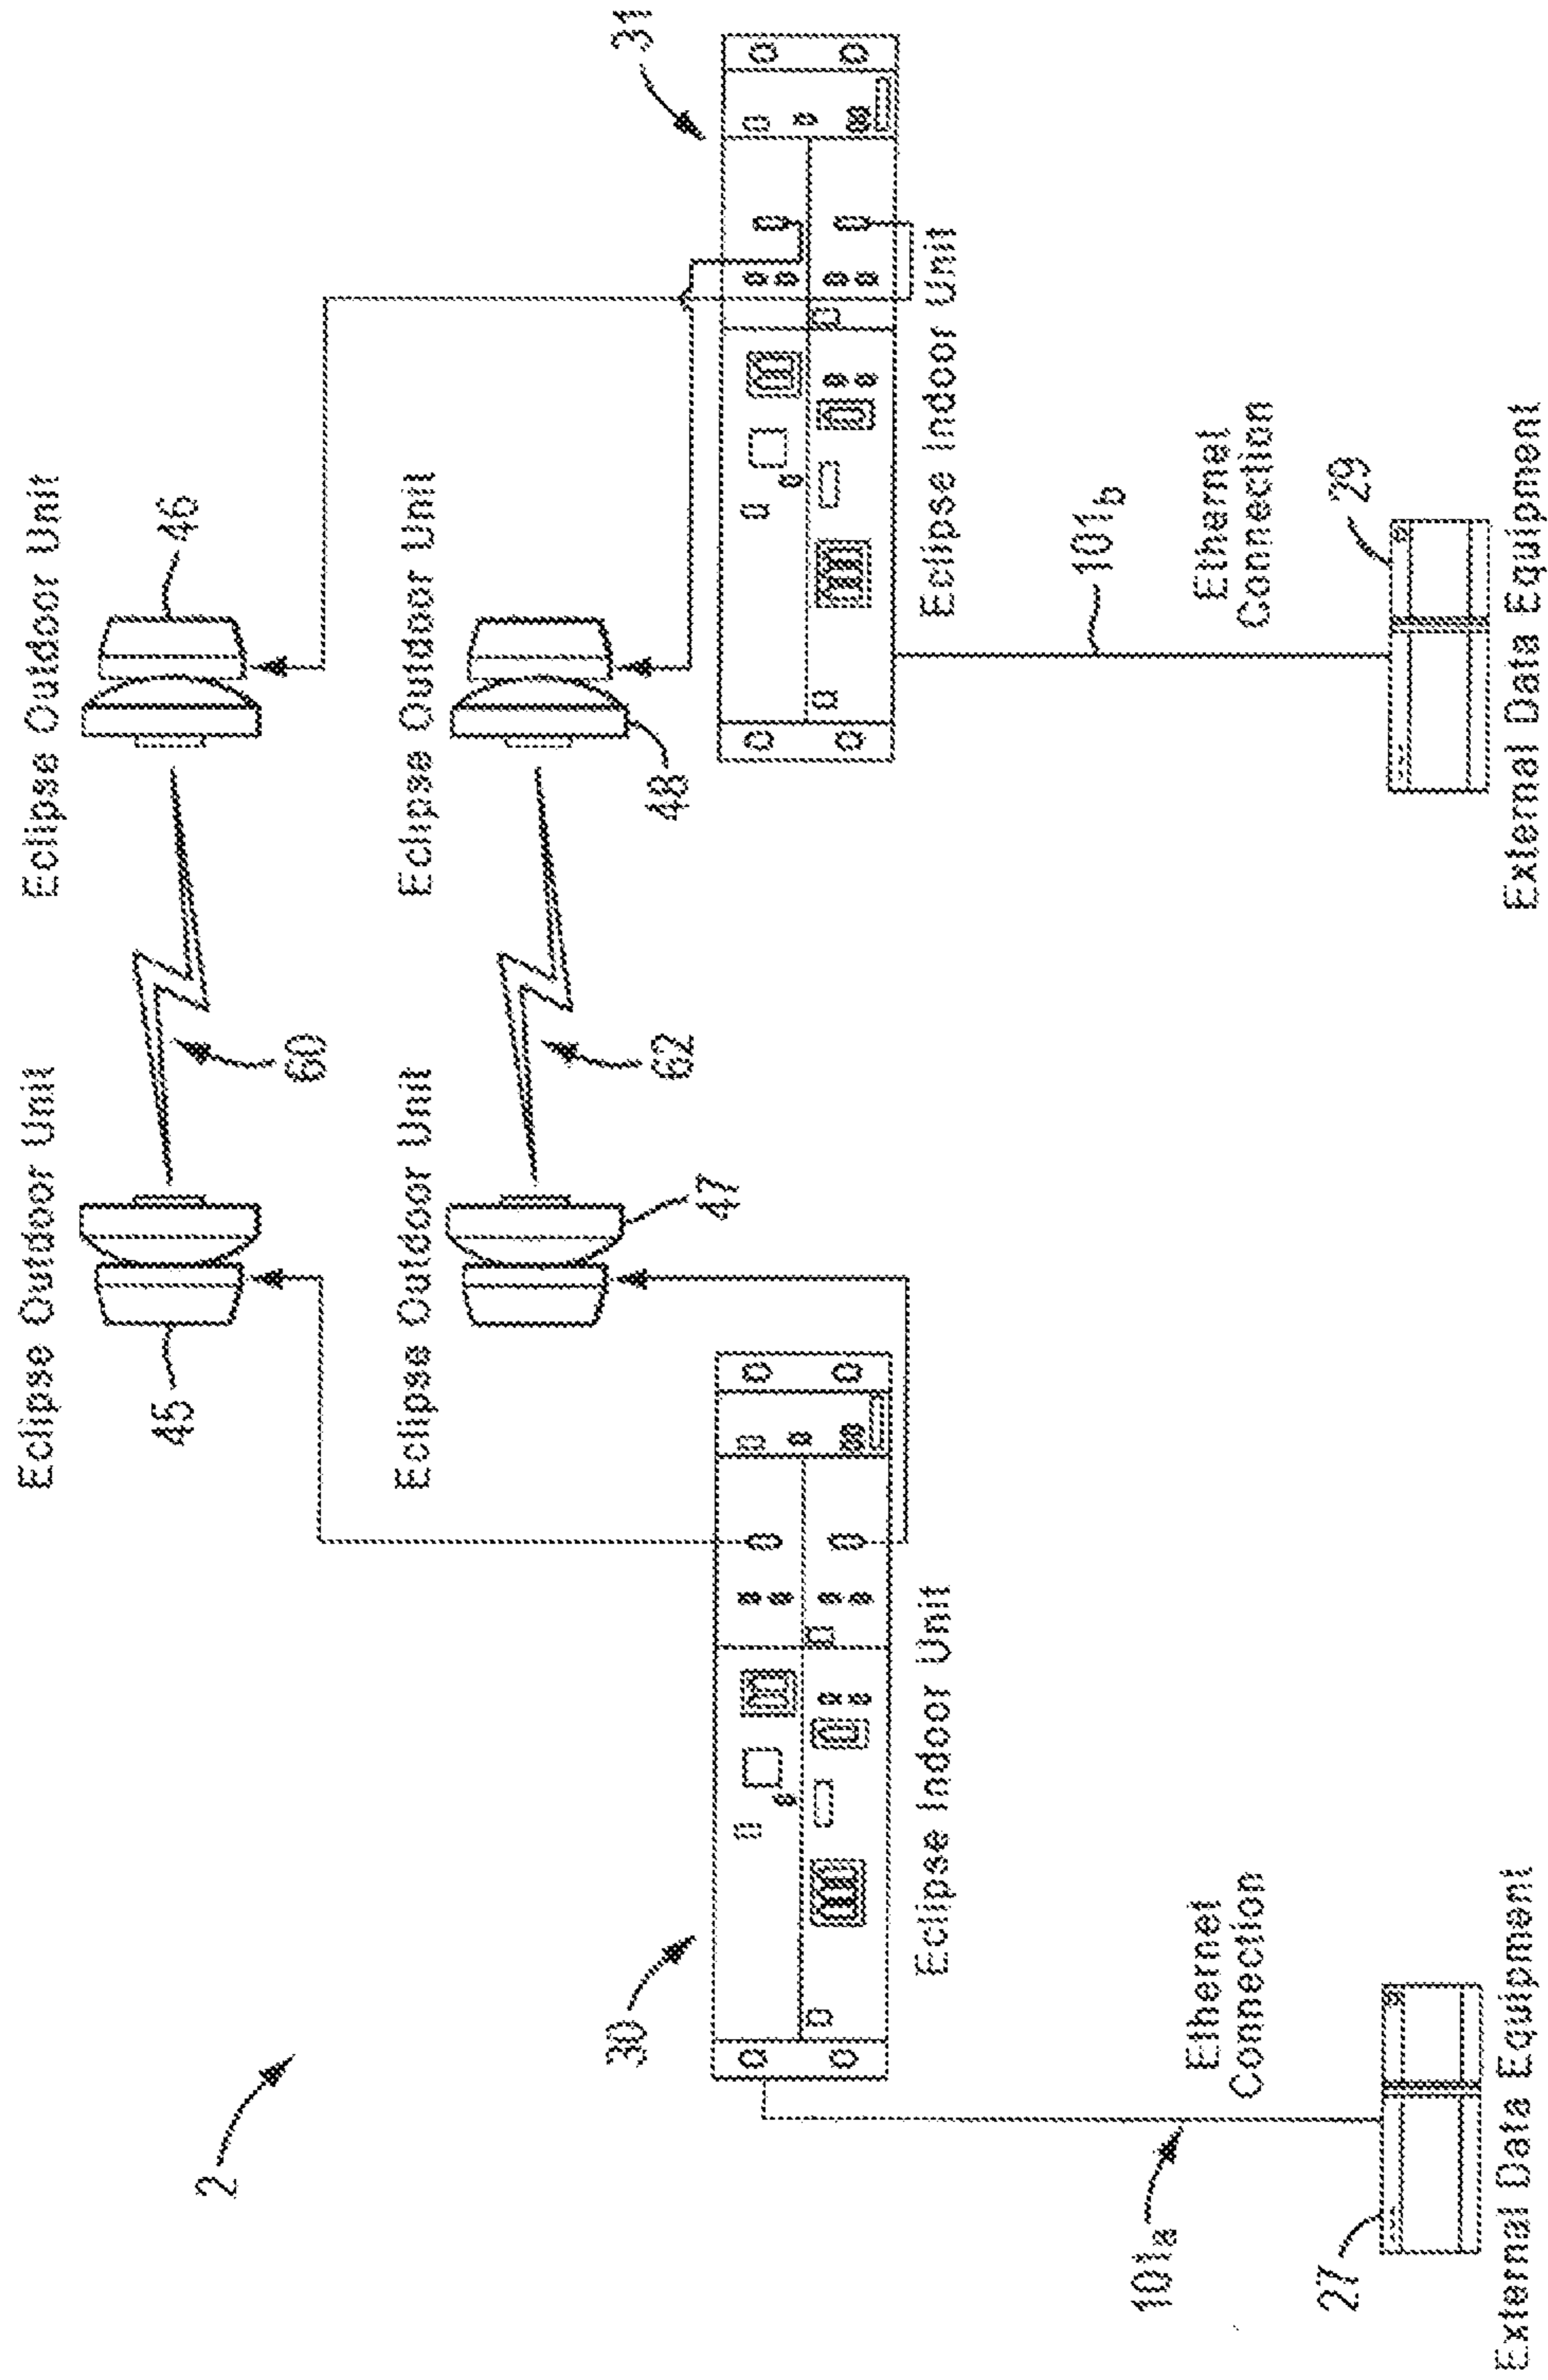 Eclipse Outdoor Unit
Eclipse Outdoor Unit
45
46
2
60
Eclipse Outdoor Unit
Eclipse Outdoor Unit
30
31
62
48
47
Eclipse Indoor Unit
Eclipse Indoor Unit
101b
101a
Ethernet
Connection
Ethernet
Connection
27
29
External Data Equipment
External Data Equipment